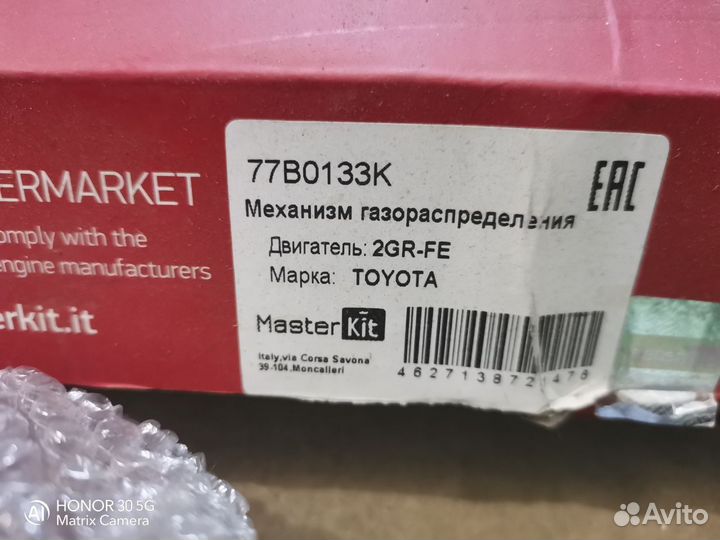 ERMARKET
omply with the
engine manufacturers
erkit.it
77B0133K
EAC
Механизм газораспределения
Двигатель: 2GR-FE
Марка: TOYOTA
Master Kit
Italy,via Corsa Savona
39-104,Moncalieri
4627138721478
HONOR 30 5G
Matrix Camera
Avito